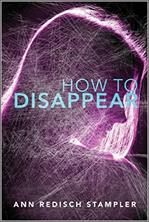 HOW TO
DISAPPEAR
ANN REDISCH STAMPLER